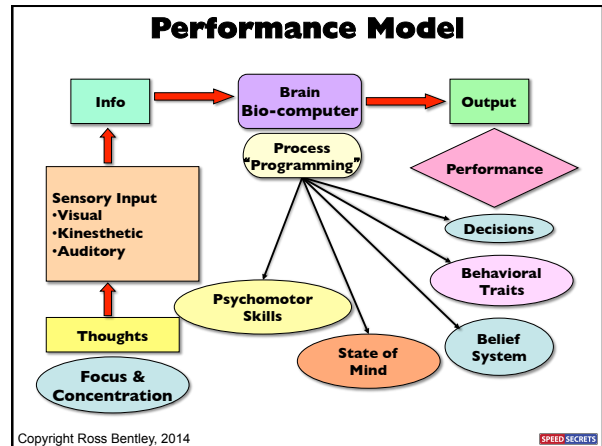 Performance Model
Info
Brain
Bio-computer
Output
Process
"Programming"
Performance
Sensory Input
•Visual
•Kinesthetic
•Auditory
Decisions
Behavioral
Traits
Psychomotor
Skills
Thoughts
State of
Mind
Belief
System
Focus &
Concentration
Copyright Ross Bentley, 2014
SPEED SECRETS